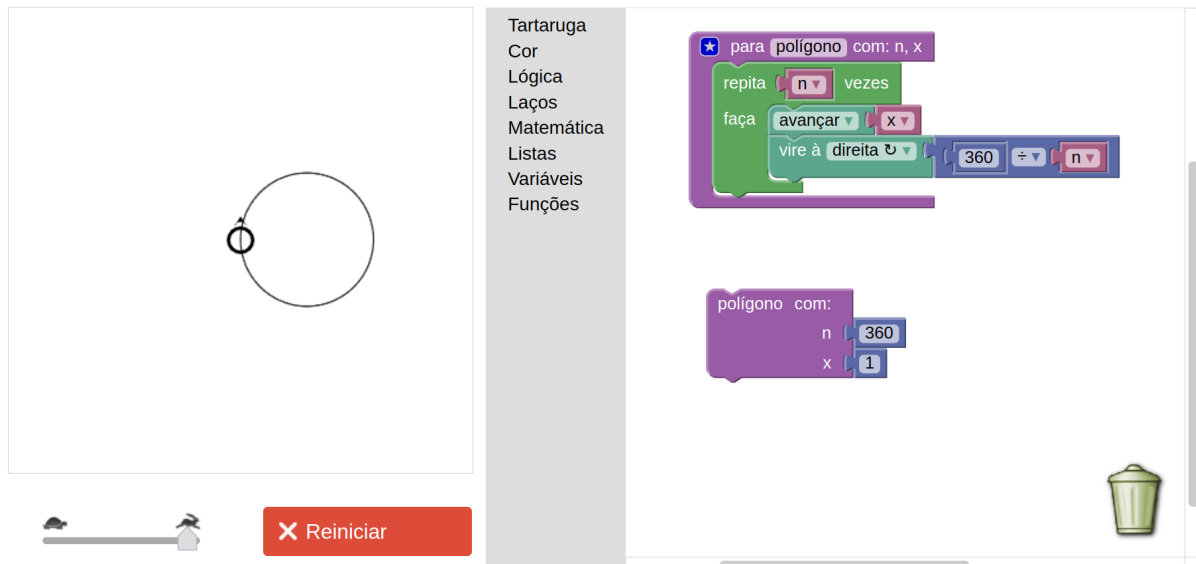 Tartaruga
Cor
Lógica
Laços
Matemática
Listas
Variáveis
Funções
para polígono com: n, x
repita n ▾ vezes
faça avançar ▾ x ▾
vire à direita ↻ ▾ 360 ÷ ▾ n ▾
polígono com:
n 360
x 1
Reiniciar